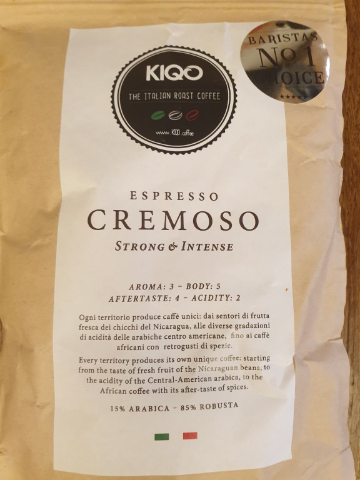 BARISTAS
No 1
CHOICE
KIQO
THE ITALIAN ROAST COFFEE
www.KIQO coffee
ESPRESSO
CREMOSO
STRONG & INTENSE
AROMA: 3 – BODY: 5
AFTERTASTE: 4 – ACIDITY: 2
Ogni territorio produce caffè unici: dai sentori di frutta
fresca dei chicchi del Nicaragua, alle diverse gradazioni
di acidità delle arabiche centro americane, fino ai caffè
africani con retrogusti di spezie.
Every territory produces its own unique coffee: starting
from the taste of fresh fruit of the Nicaraguan beans, to
the acidity of the Central-American arabica, to the
African coffee with its after-taste of spices.
15% ARABICA – 85% ROBUSTA